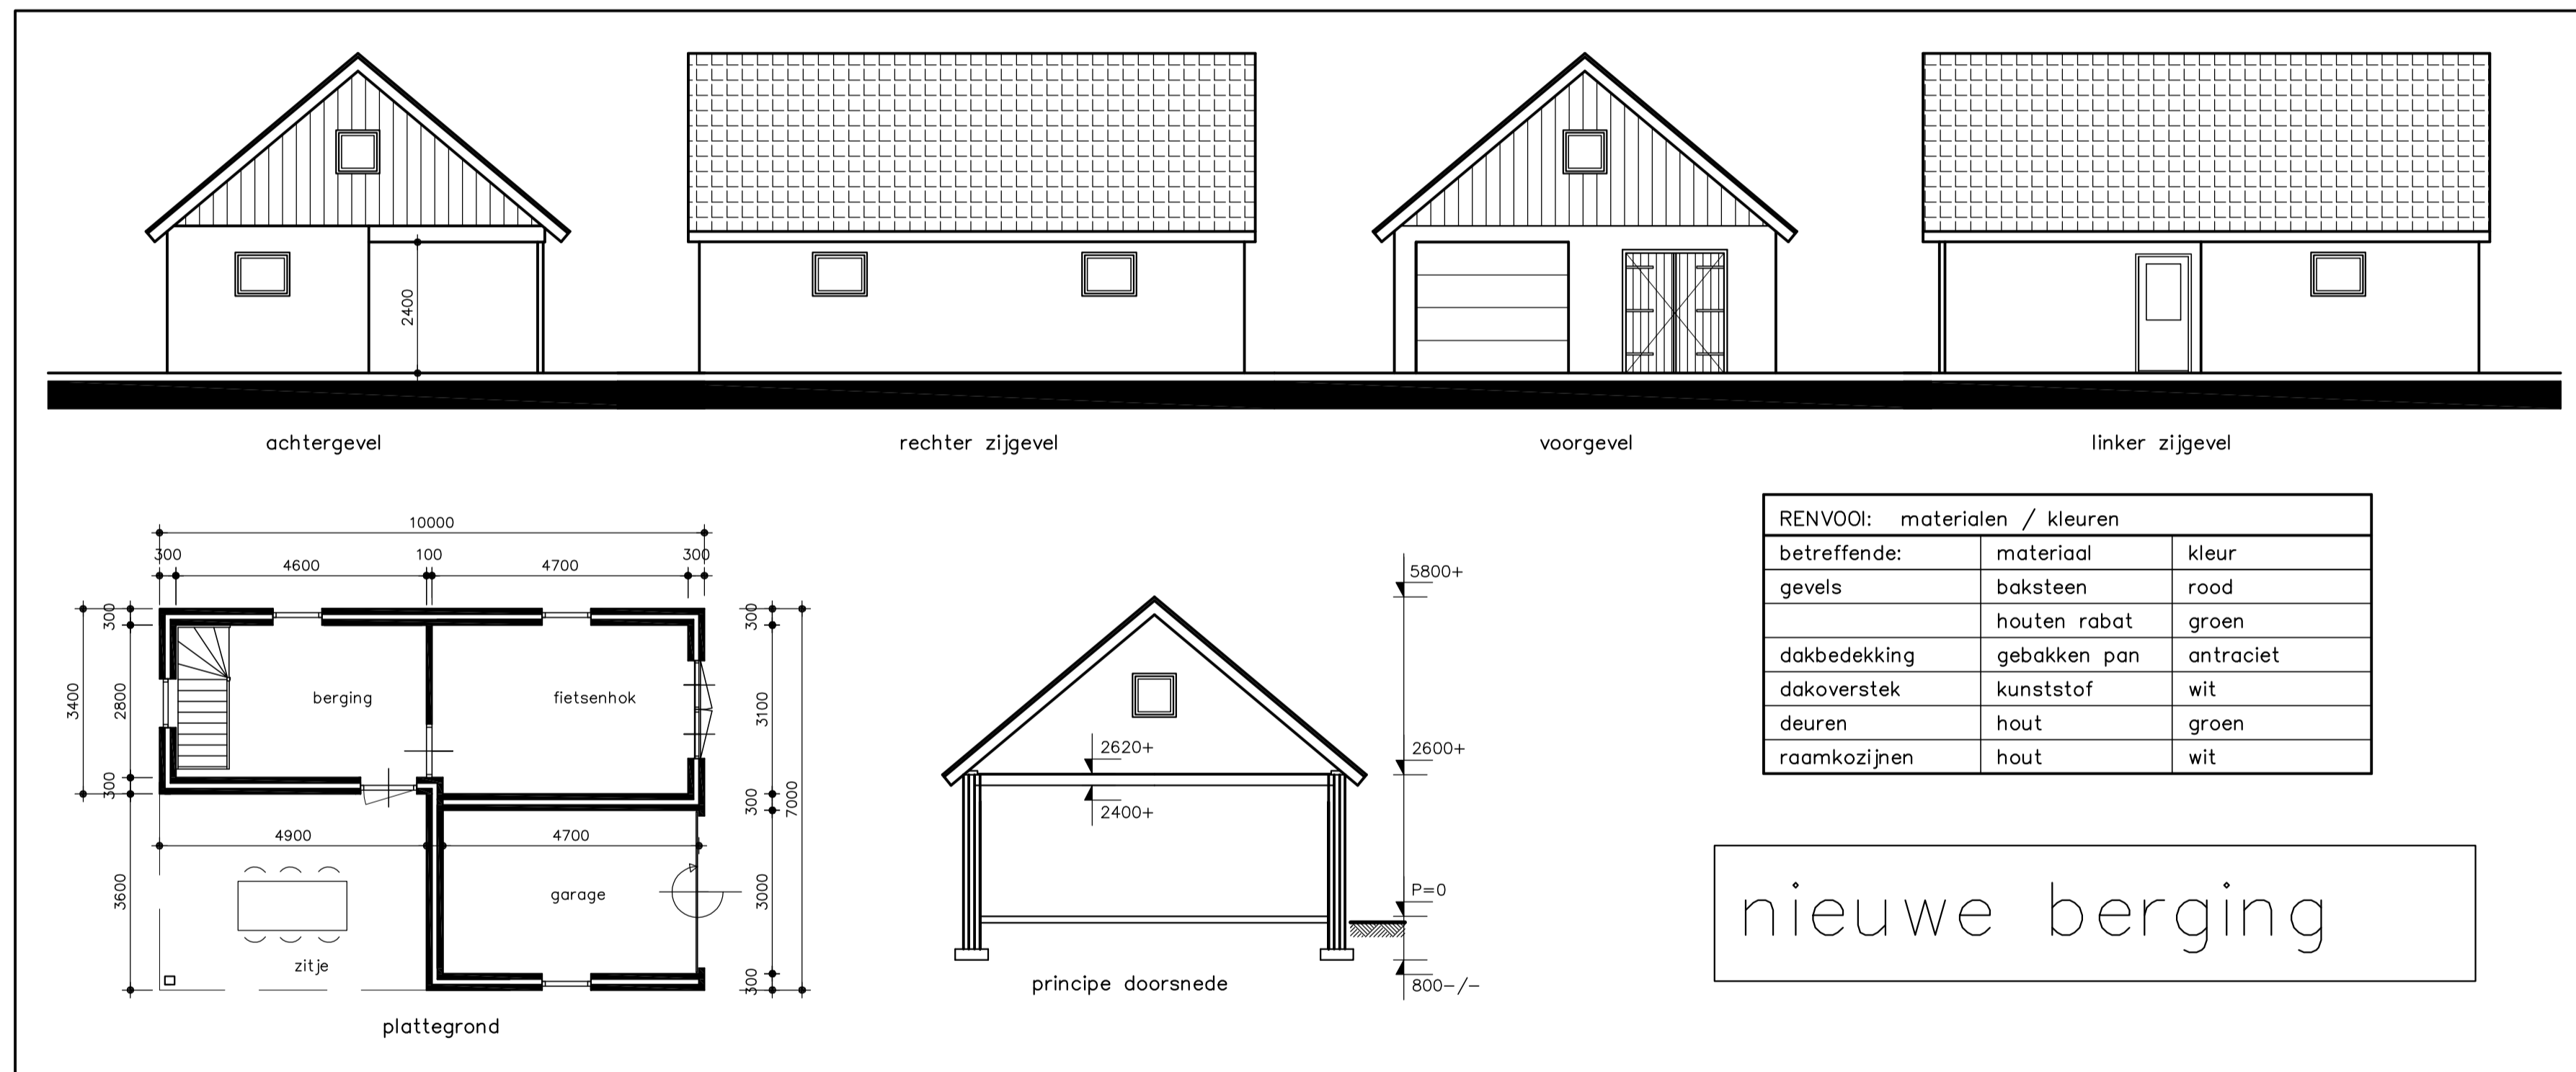 2400
achtergevel
rechter zijgevel
voorgevel
linker zijgevel
10000
300 100 300
4600 4700
300
2800
3400
300
3600
300
3100
300
7000
3000
300
berging
fietsenhok
4900 4700
garage
zitje
plattegrond
5800+
2620+
2600+
2400+
P=0
800-/-
principe doorsnede
RENVOOI: materialen / kleuren
betreffende: materiaal kleur
gevels baksteen rood
houten rabat groen
dakbedekking gebakken pan antraciet
dakoverstek kunststof wit
deuren hout groen
raamkozijnen hout wit
nieuwe berging